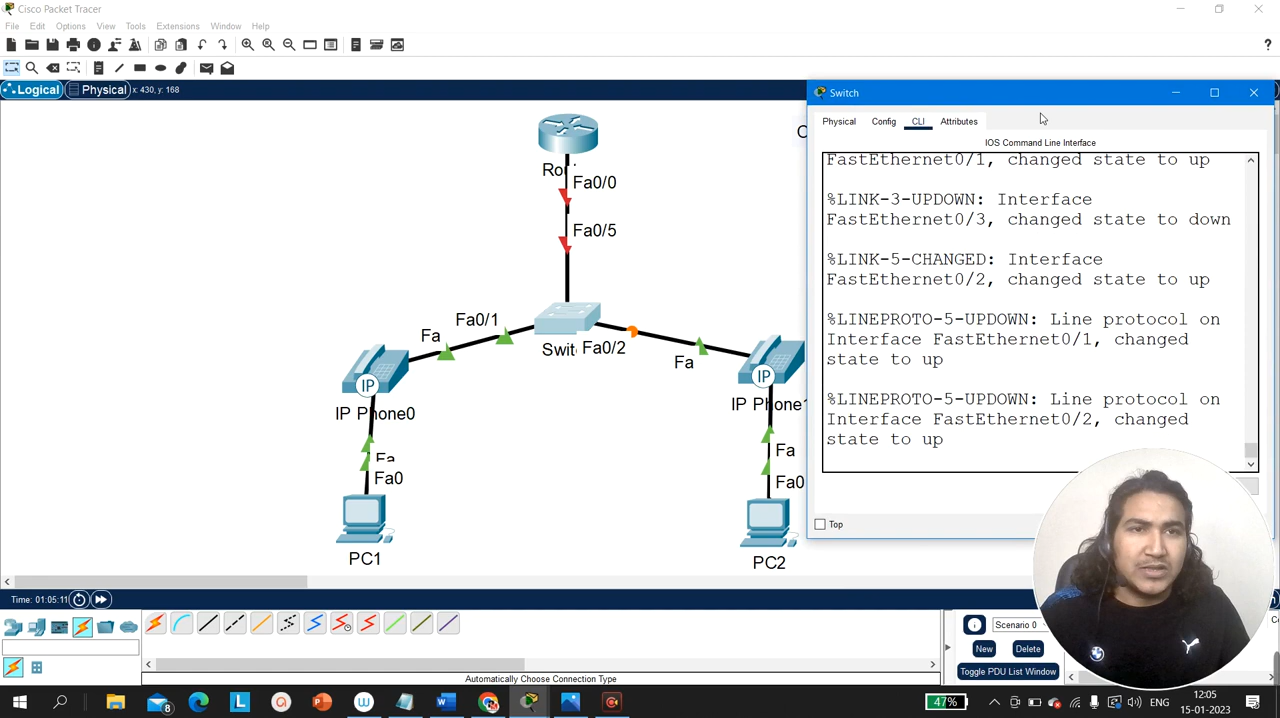 Cisco Packet Tracer
File Edit Options View Tools Extensions Window Help
Logical Physical x: 430, y: 168
Fa0/0
Fa0/5
Fa0/1
Fa
Fa0/2
Fa
IP
IP Phone0
IP
Fa0
PC1
Fa
Fa0
PC2
Switch
Physical Config CLI Attributes
IOS Command Line Interface
FastEthernet0/1, changed state to up
%LINK-3-UPDOWN: Interface
FastEthernet0/3, changed state to down
%LINK-5-CHANGED: Interface
FastEthernet0/2, changed state to up
%LINEPROTO-5-UPDOWN: Line protocol on
Interface FastEthernet0/1, changed
state to up
%LINEPROTO-5-UPDOWN: Line protocol on
Interface FastEthernet0/2, changed
state to up
Top
Time: 01:05:11
Automatically Choose Connection Type
Scenario 0
New Delete
Toggle PDU List Window
47% ENG
12:05
15-01-2023